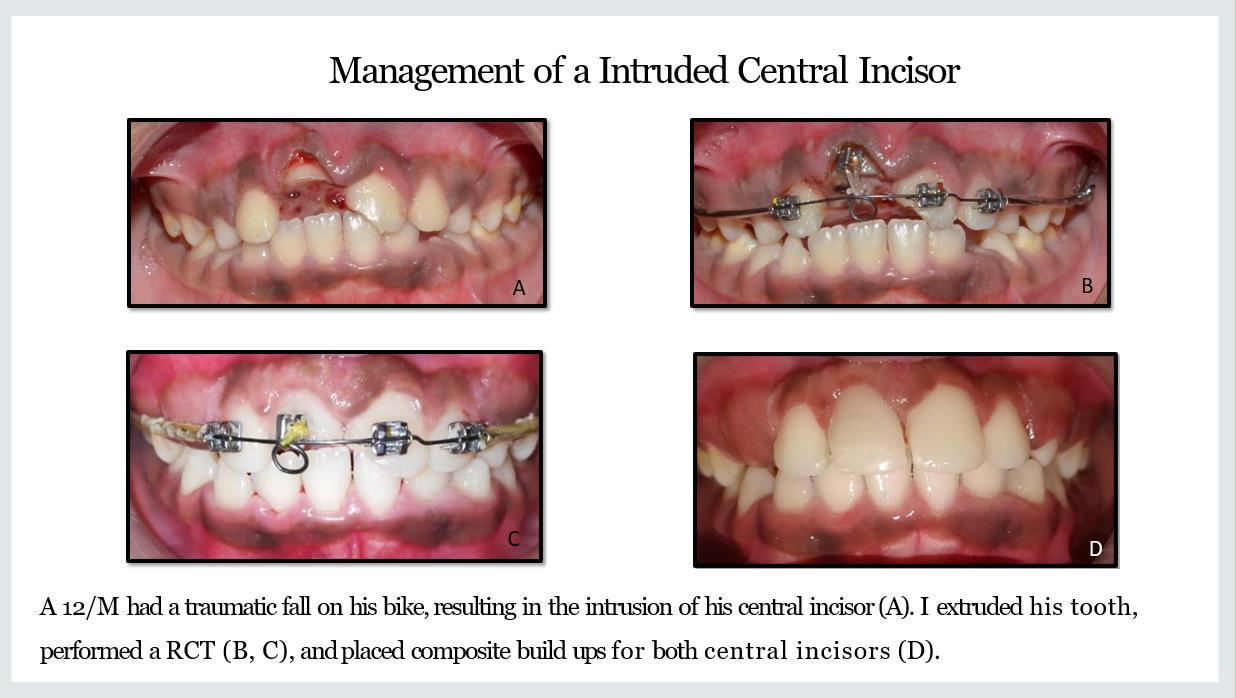 Management of a Intruded Central Incisor
A
B
C
D
A 12/M had a traumatic fall on his bike, resulting in the intrusion of his central incisor (A). I extruded his tooth,
performed a RCT (B, C), and placed composite build ups for both central incisors (D).